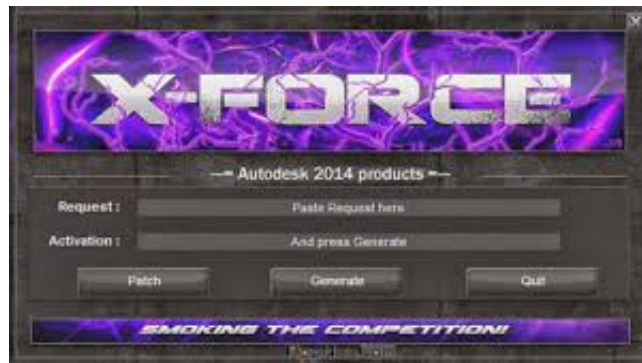 X-FORCE
-= Autodesk 2014 products =-
Request : Paste Request here
Activation : And press Generate
Patch Generate Quit
SMOKING THE COMPETITION!